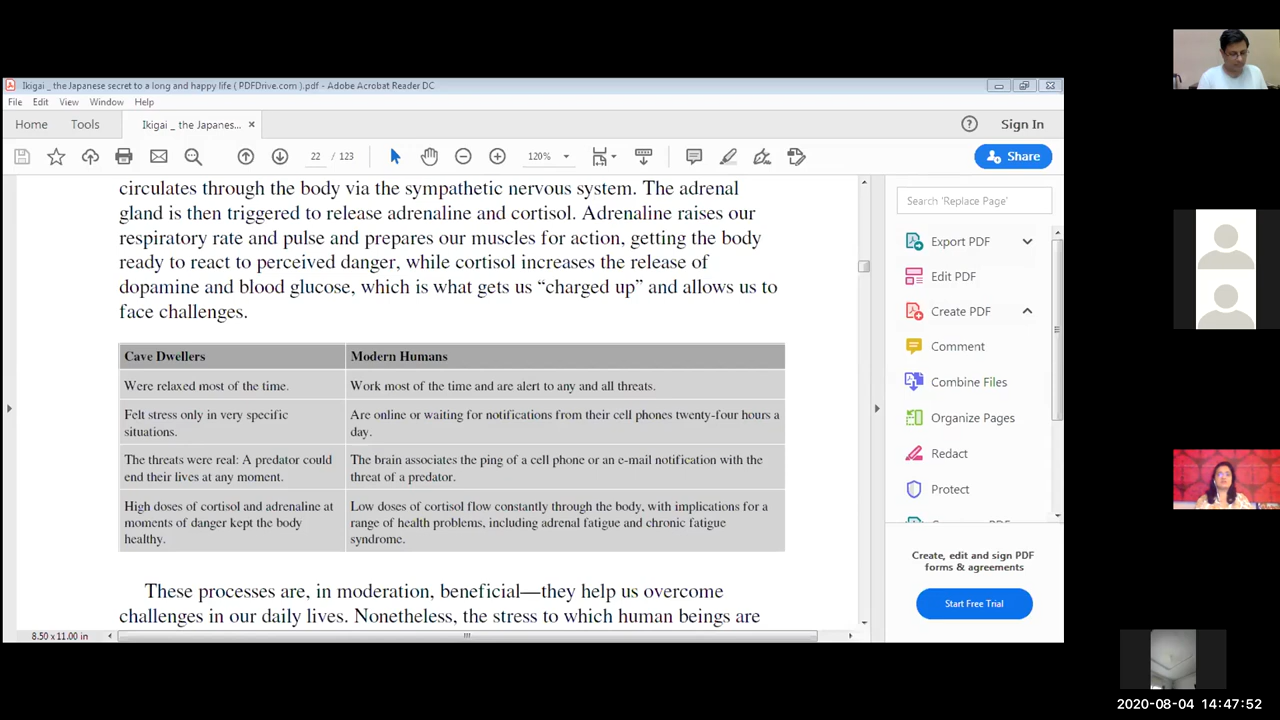 Ikigai _ the Japanese secret to a long and happy life ( PDFDrive.com ).pdf - Adobe Acrobat Reader DC
File Edit View Window Help
Home Tools Ikigai _ the Japanes... × Sign In
22 / 123 120% Share
circulates through the body via the sympathetic nervous system. The adrenal
gland is then triggered to release adrenaline and cortisol. Adrenaline raises our
respiratory rate and pulse and prepares our muscles for action, getting the body
ready to react to perceived danger, while cortisol increases the release of
dopamine and blood glucose, which is what gets us “charged up” and allows us to
face challenges.
Cave Dwellers Modern Humans
Were relaxed most of the time. Work most of the time and are alert to any and all threats.
Felt stress only in very specific
situations.
Are online or waiting for notifications from their cell phones twenty-four hours a
day.
The threats were real: A predator could
end their lives at any moment.
The brain associates the ping of a cell phone or an e-mail notification with the
threat of a predator.
High doses of cortisol and adrenaline at
moments of danger kept the body
healthy.
Low doses of cortisol flow constantly through the body, with implications for a
range of health problems, including adrenal fatigue and chronic fatigue
syndrome.
These processes are, in moderation, beneficial—they help us overcome
challenges in our daily lives. Nonetheless, the stress to which human beings are
8.50 x 11.00 in
Search 'Replace Page'
Export PDF
Edit PDF
Create PDF
Comment
Combine Files
Organize Pages
Redact
Protect
Create, edit and sign PDF
forms & agreements
Start Free Trial
2020-08-04 14:47:52